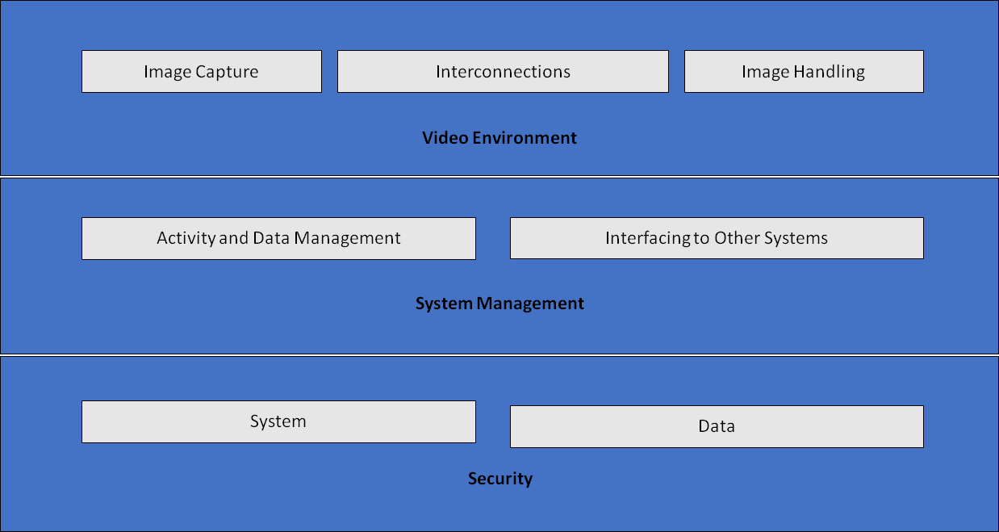 Image Capture
Interconnections
Image Handling
Video Environment
Activity and Data Management
Interfacing to Other Systems
System Management
System
Data
Security